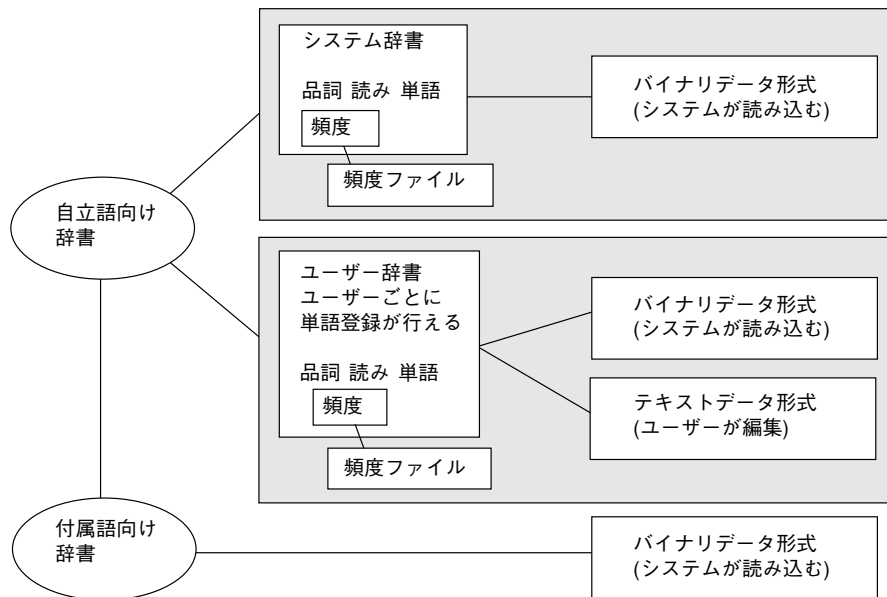 システム辞書
品詞 読み 単語
頻度
頻度ファイル
バイナリデータ形式
(システムが読み込む)
自立語向け
辞書
ユーザー辞書
ユーザーごとに
単語登録が行える
品詞 読み 単語
頻度
頻度ファイル
バイナリデータ形式
(システムが読み込む)
テキストデータ形式
(ユーザーが編集)
付属語向け
辞書
バイナリデータ形式
(システムが読み込む)